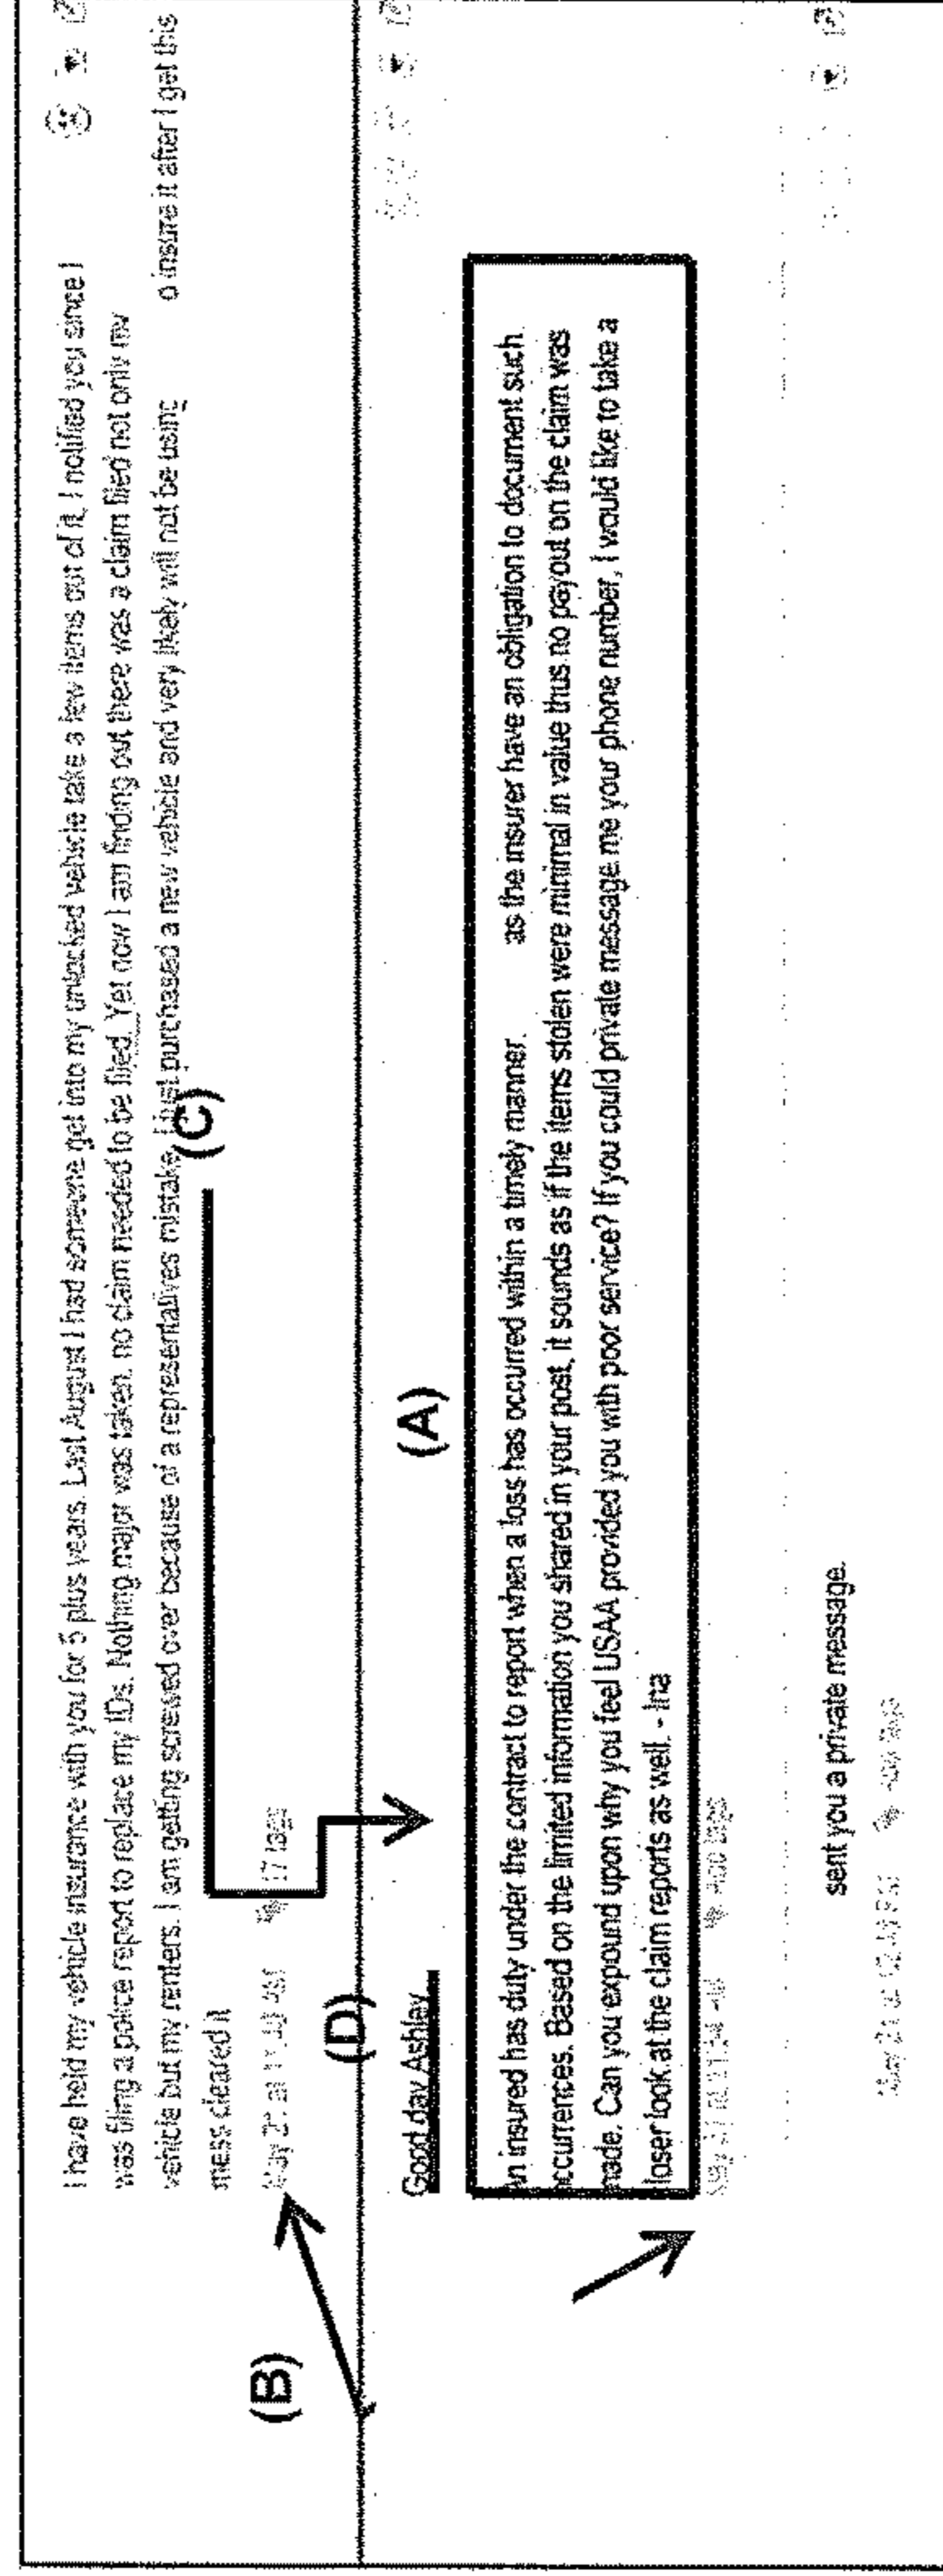 I have held my vehicle insurance with you for 5 plus years. Last August I had someone get into my unlocked vehicle take a few items out of it. I notified you since I
was filing a police report to replace my IDs. Nothing major was taken, no claim needed to be filed. Yet now I am finding out there was a claim filed not only my
vehicle but my renters. I am getting screwed over because of a representatives mistake. I just purchased a new vehicle and very likely will not be using o insure it after I get this
mess cleared it
(C)
(B)
May at 17 tags
(D)
(A)
Good day Ashley
n insured has duty under the contract to report when a loss has occurred within a timely manner. as the insurer have an obligation to document such
ccurrences. Based on the limited information you shared in your post, it sounds as if the items stolen were minimal in value thus no payout on the claim was
nade. Can you expound upon why you feel USAA provided you with poor service? If you could private message me your phone number, I would like to take a
loser look at the claim reports as well. - Ina
sent you a private message.